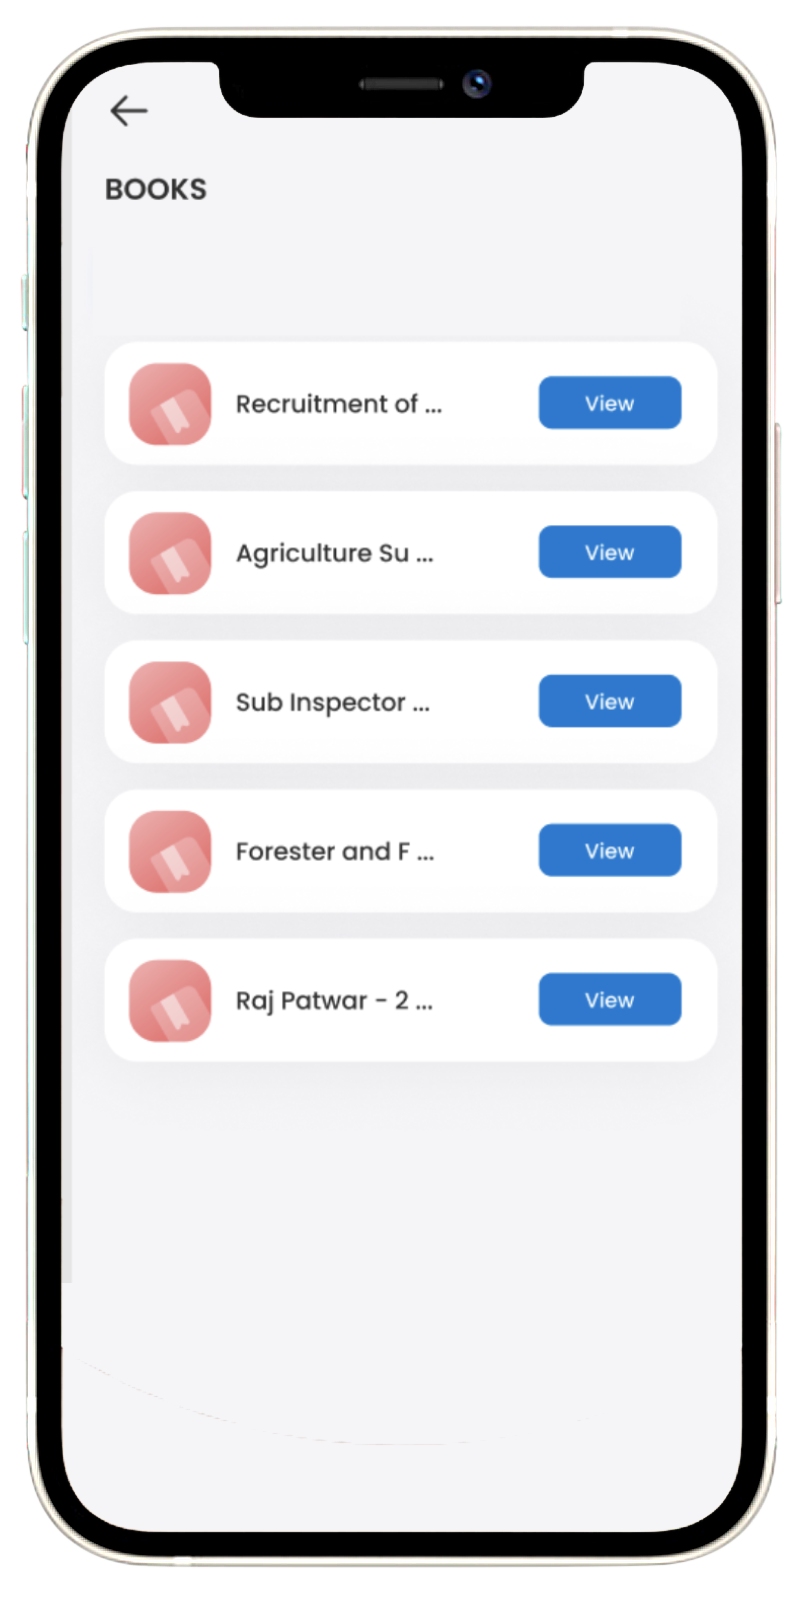 BOOKS
Recruitment of ...
View
Agriculture Su ...
View
Sub Inspector ...
View
Forester and F ...
View
Raj Patwar - 2 ...
View